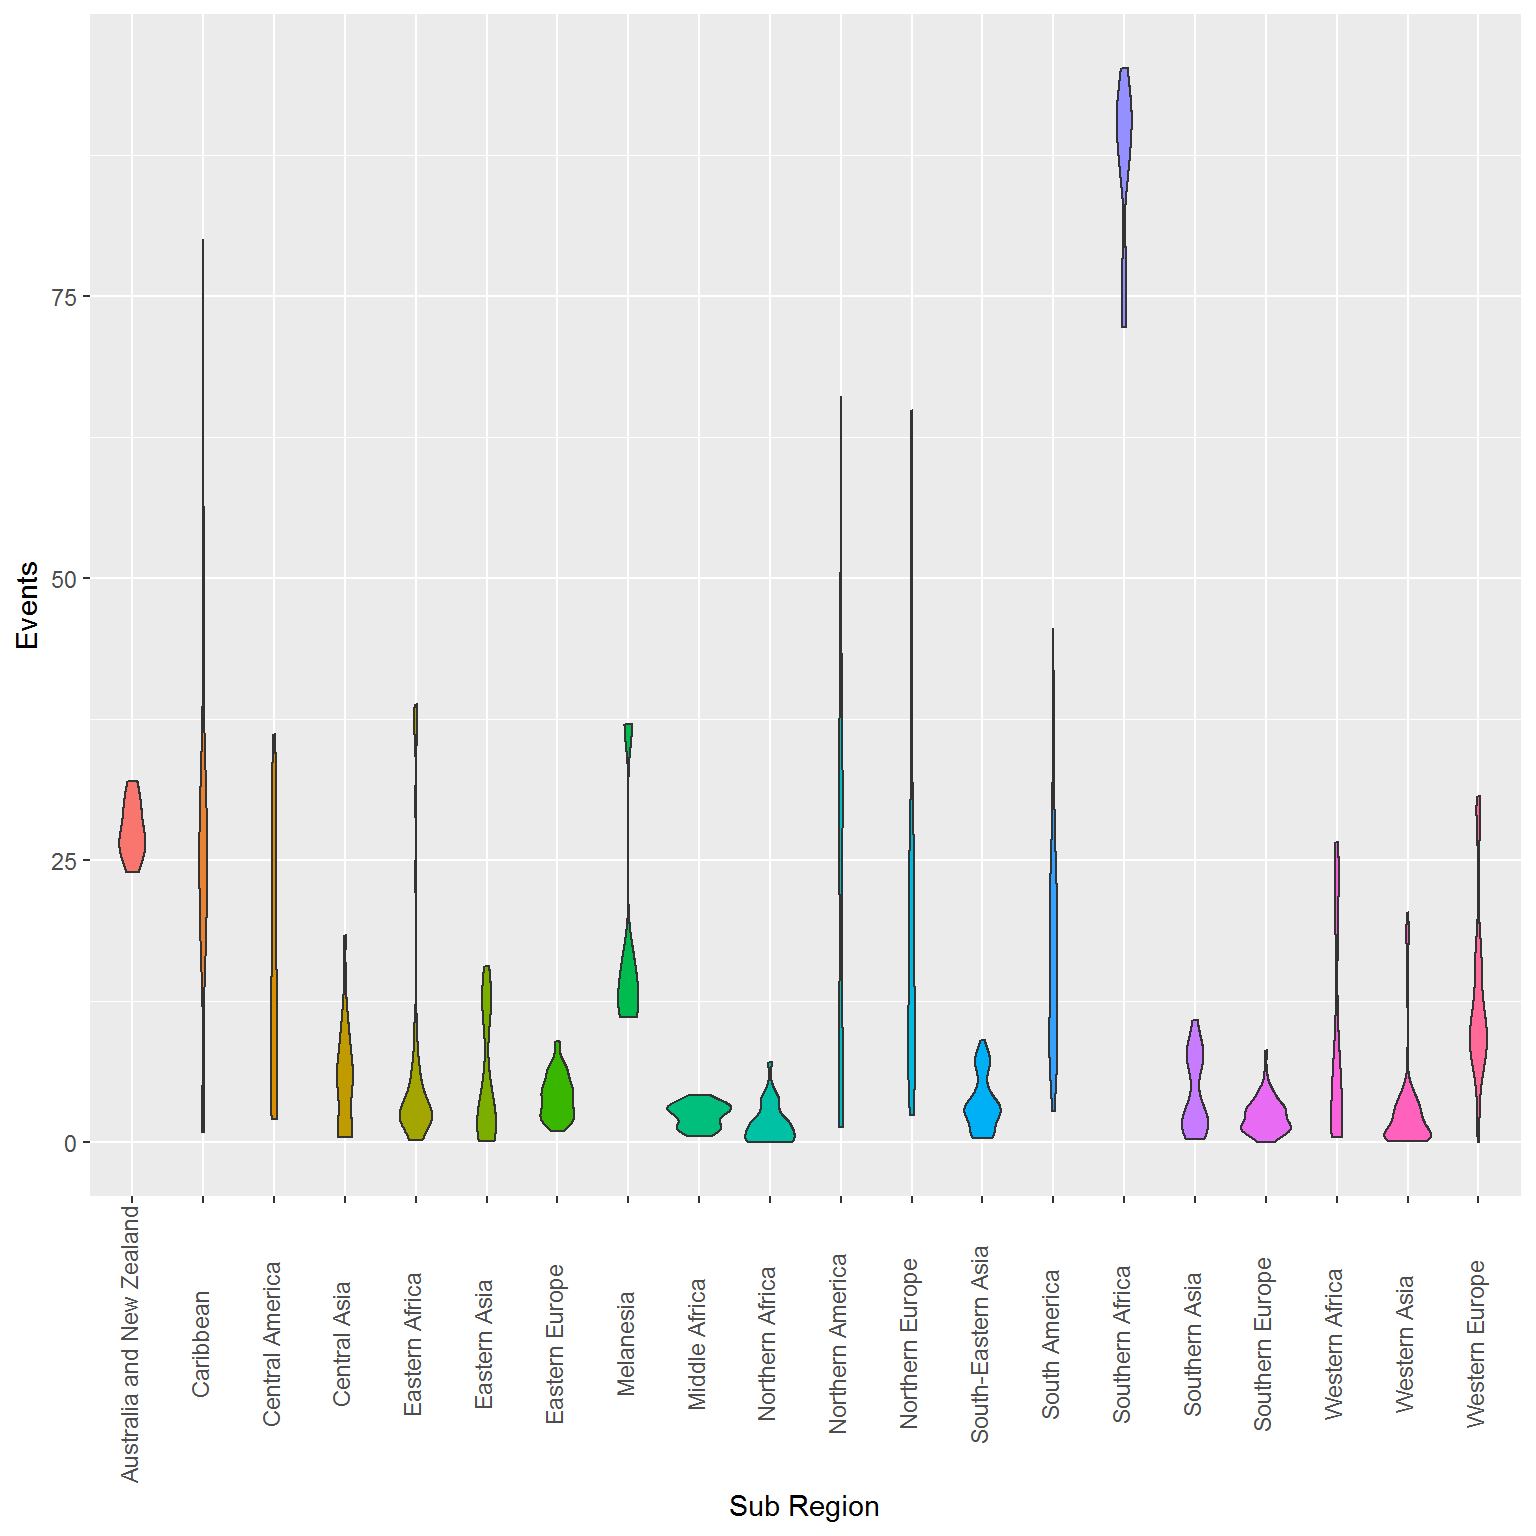 Events
75
50
25
0
Australia and New Zealand
Caribbean
Central America
Central Asia
Eastern Africa
Eastern Asia
Eastern Europe
Melanesia
Middle Africa
Northern Africa
Northern America
Northern Europe
South-Eastern Asia
South America
Southern Africa
Southern Asia
Southern Europe
Western Africa
Western Asia
Western Europe
Sub Region